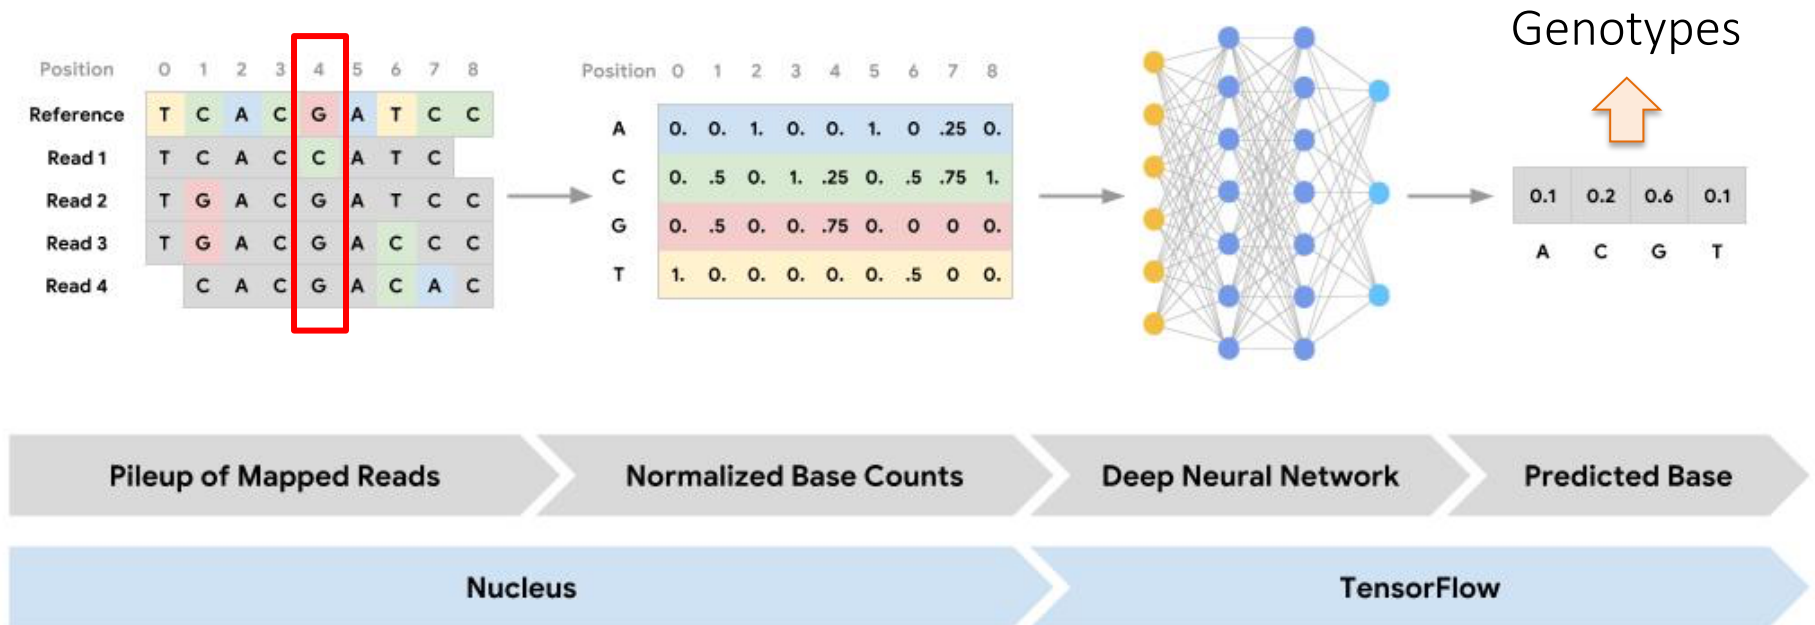 Genotypes
Position 0 1 2 3 4 5 6 7 8
Reference T C A C G A T C C
Read 1 T C A C C A T C
Read 2 T G A C G A T C C
Read 3 T G A C G A C C C
Read 4 C A C G A C A C
Position 0 1 2 3 4 5 6 7 8
A 0. 0. 1. 0. 0. 1. 0 .25 0.
C 0. .5 0. 1. .25 0. .5 .75 1.
G 0. .5 0. 0. .75 0. 0 0 0.
T 1. 0. 0. 0. 0. 0. .5 0 0.
0.1 0.2 0.6 0.1
A C G T
Pileup of Mapped Reads
Normalized Base Counts
Deep Neural Network
Predicted Base
Nucleus
TensorFlow